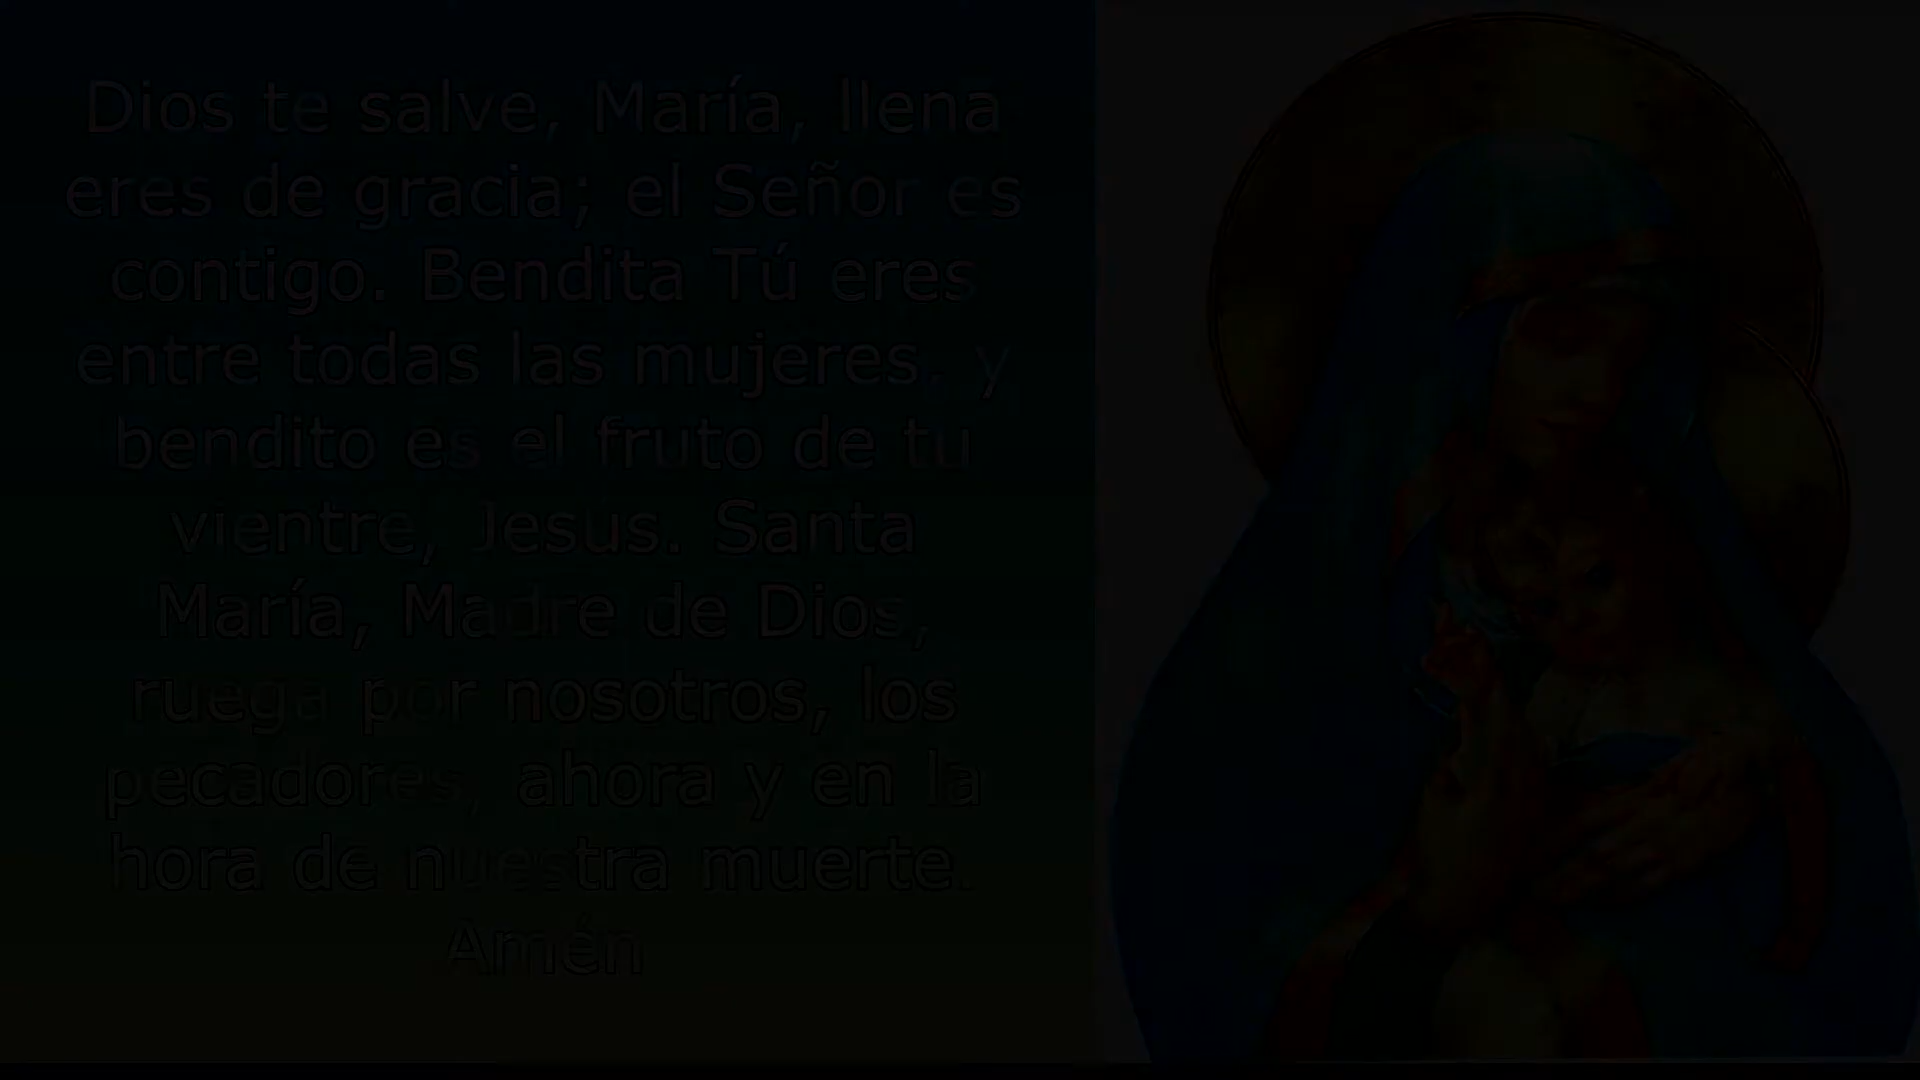 Dios te salve, María, llena
eres de gracia; el Señor es
contigo. Bendita Tú eres
entre todas las mujeres. y
bendito es el fruto de tu
vientre, Jesús. Santa
María, Madre de Dios,
ruega por nosotros, los
pecadores, ahora y en la
hora de nuestra muerte.
Amén